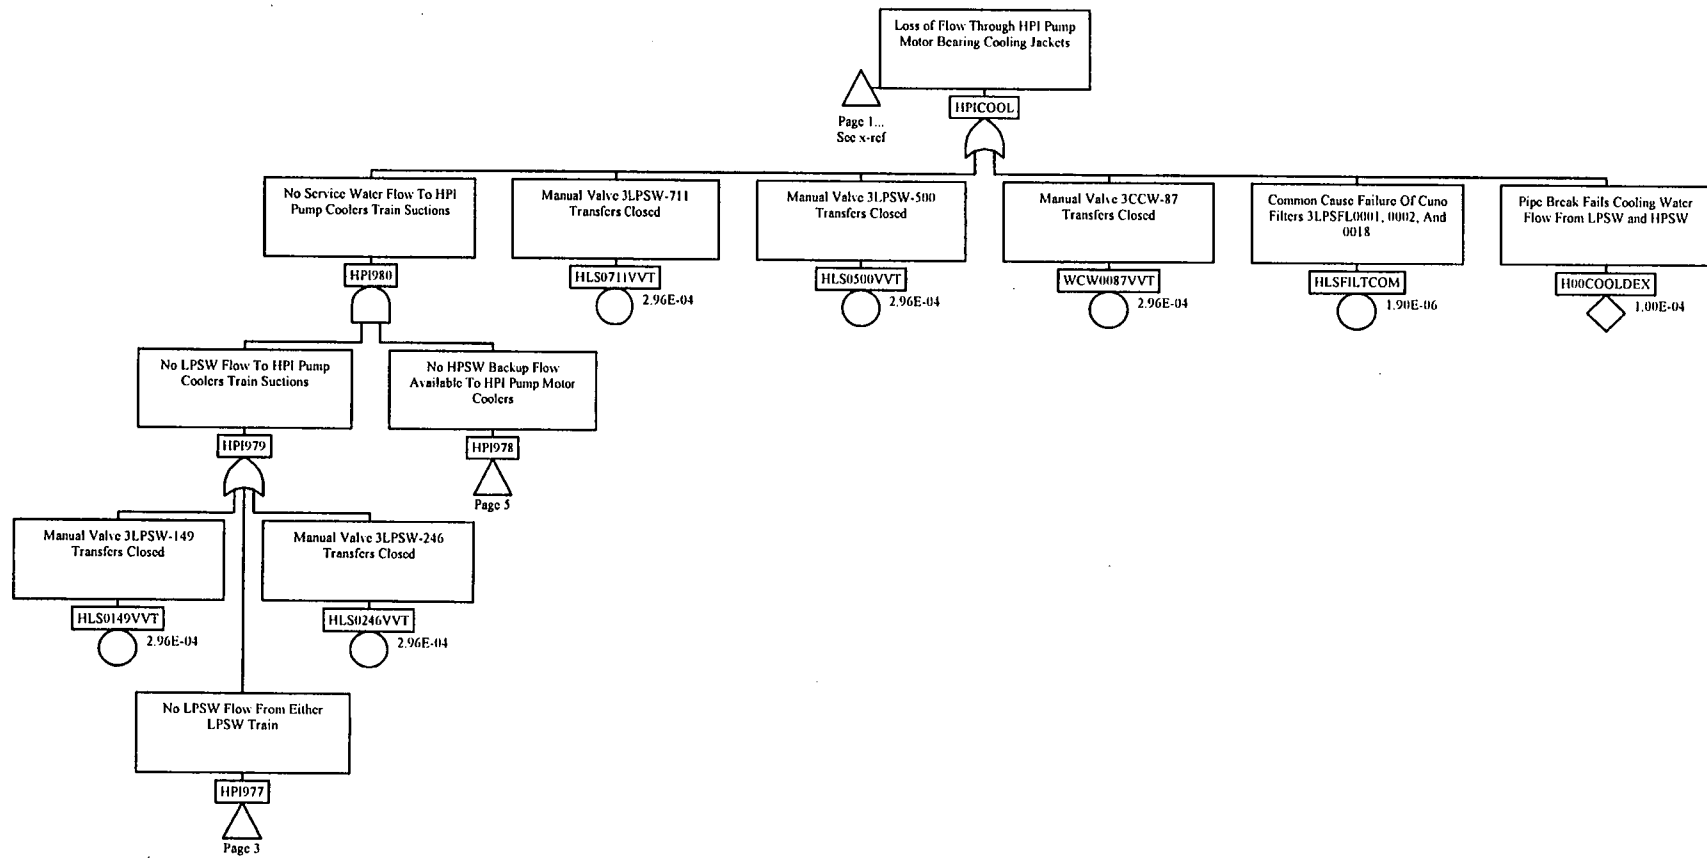 Loss of Flow Through HPI Pump
Motor Bearing Cooling Jackets
HPICOOL
Page 1...
See x-ref
No Service Water Flow To HPI
Pump Coolers Train Suctions
HPI980
Manual Valve 3LPSW-711
Transfers Closed
HLS0711VVT
2.96E-04
Manual Valve 3LPSW-500
Transfers Closed
HLS0500VVT
2.96E-04
Manual Valve 3CCW-87
Transfers Closed
WCW0087VVT
2.96E-04
Common Cause Failure Of Cuno
Filters 3LPSFL0001, 0002, And
0018
HLSFILTCOM
1.90E-06
Pipe Break Fails Cooling Water
Flow From LPSW and HPSW
H00COOLDEX
1.00E-04
No LPSW Flow To HPI Pump
Coolers Train Suctions
HPI979
No HPSW Backup Flow
Available To HPI Pump Motor
Coolers
HPI978
Page 5
Manual Valve 3LPSW-149
Transfers Closed
HLS0149VVT
2.96E-04
Manual Valve 3LPSW-246
Transfers Closed
HLS0246VVT
2.96E-04
No LPSW Flow From Either
LPSW Train
HPI977
Page 3